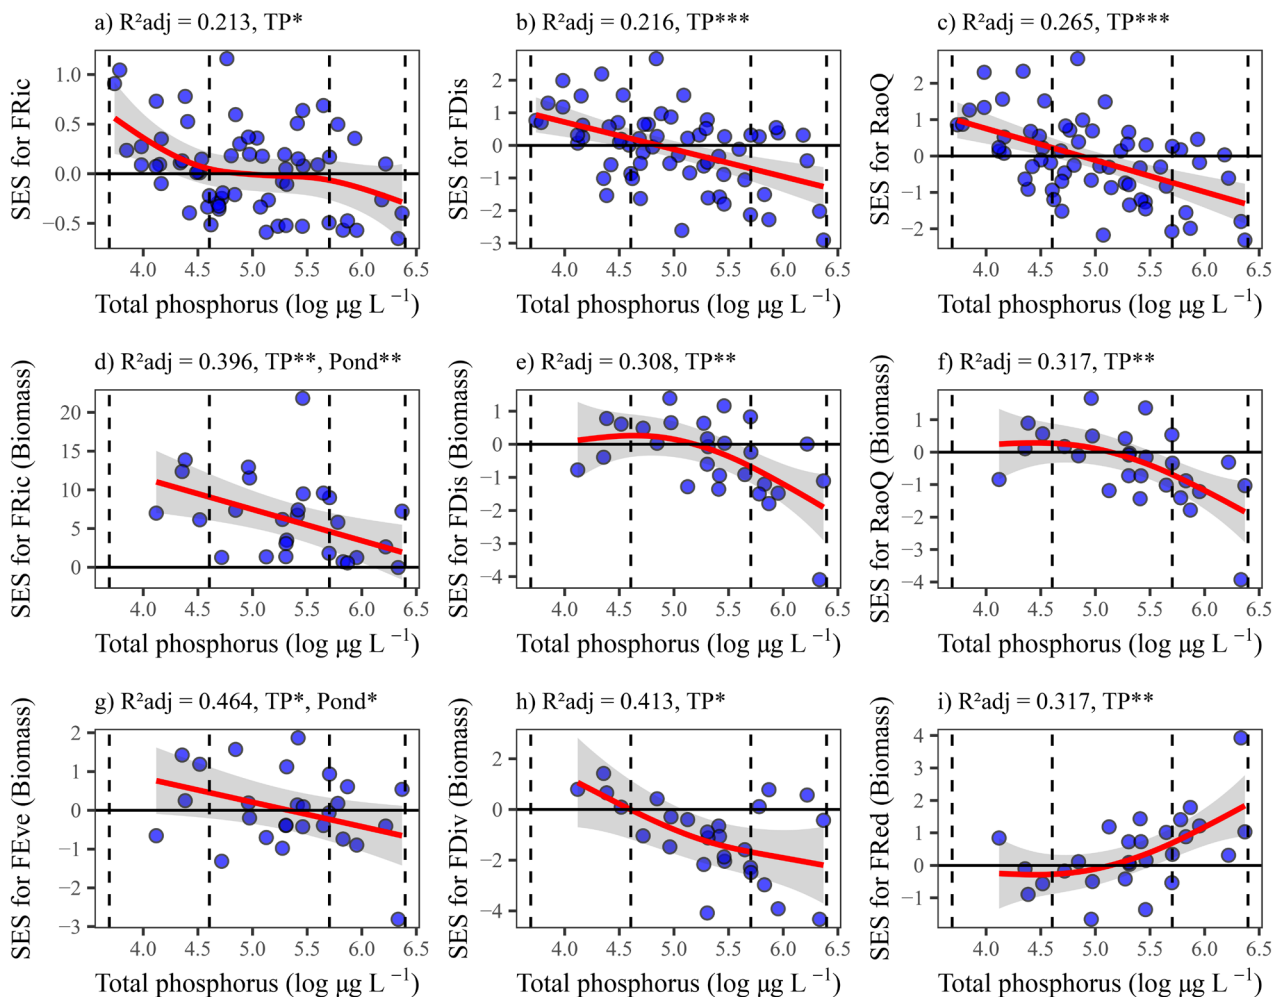 a) R²adj = 0.213, TP*
b) R²adj = 0.216, TP***
c) R²adj = 0.265, TP***
SES for FRic
1.0
0.5
0.0
−0.5
4.0 4.5 5.0 5.5 6.0 6.5
Total phosphorus (log μg L −1)
SES for FDis
2
1
0
−1
−2
−3
4.0 4.5 5.0 5.5 6.0 6.5
Total phosphorus (log μg L −1)
SES for RaoQ
2
0
−2
4.0 4.5 5.0 5.5 6.0 6.5
Total phosphorus (log μg L −1)
d) R²adj = 0.396, TP**, Pond**
e) R²adj = 0.308, TP**
f) R²adj = 0.317, TP**
SES for FRic (Biomass)
20
15
10
5
0
4.0 4.5 5.0 5.5 6.0 6.5
Total phosphorus (log μg L −1)
SES for FDis (Biomass)
1
0
−1
−2
−3
−4
4.0 4.5 5.0 5.5 6.0 6.5
Total phosphorus (log μg L −1)
SES for RaoQ (Biomass)
1
0
−1
−2
−3
−4
4.0 4.5 5.0 5.5 6.0 6.5
Total phosphorus (log μg L −1)
g) R²adj = 0.464, TP*, Pond*
h) R²adj = 0.413, TP*
i) R²adj = 0.317, TP**
SES for FEve (Biomass)
2
1
0
−1
−2
−3
4.0 4.5 5.0 5.5 6.0 6.5
Total phosphorus (log μg L −1)
SES for FDiv (Biomass)
2
0
−2
−4
4.0 4.5 5.0 5.5 6.0 6.5
Total phosphorus (log μg L −1)
SES for FRed (Biomass)
4
3
2
1
0
−1
4.0 4.5 5.0 5.5 6.0 6.5
Total phosphorus (log μg L −1)